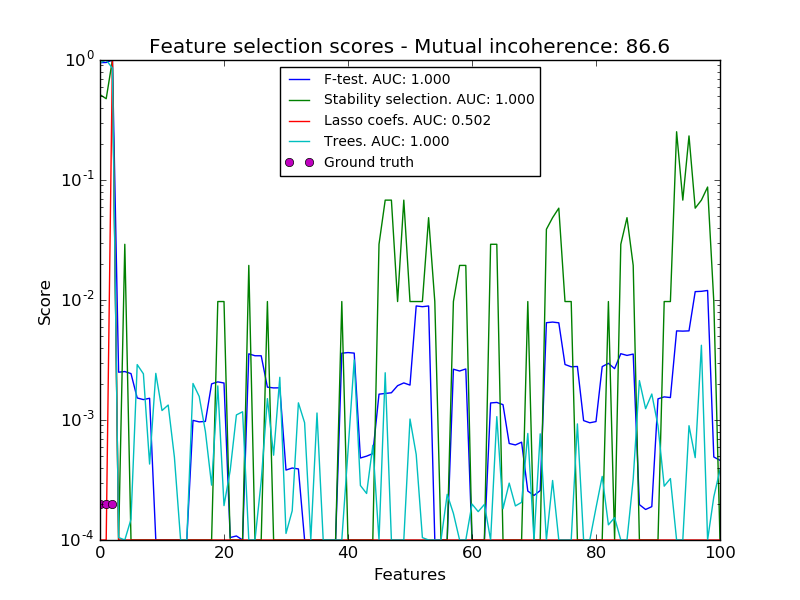 Feature selection scores - Mutual incoherence: 86.6
F-test. AUC: 1.000
Stability selection. AUC: 1.000
Lasso coefs. AUC: 0.502
Trees. AUC: 1.000
Ground truth
Score
10^0
10^-1
10^-2
10^-3
10^-4
0 20 40 60 80 100
Features